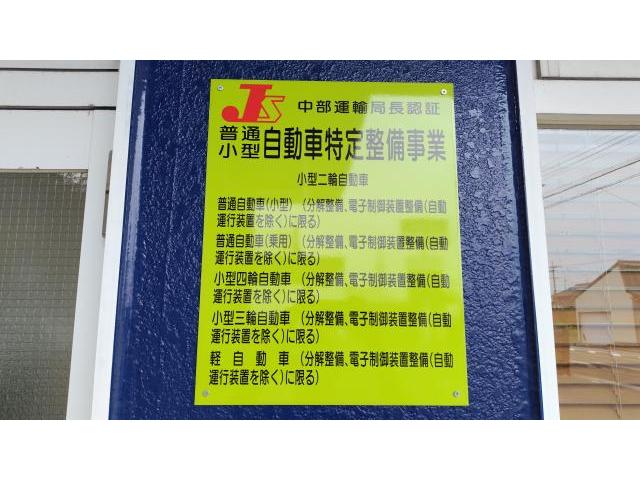 JS 中部運輸局長認証
普通
小型 自動車特定整備事業
小型二輪自動車
普通自動車(小型) (分解整備、電子制御装置整備(自動
運行装置を除く)に限る)
普通自動車(乗用) (分解整備、電子制御装置整備(自動
運行装置を除く)に限る)
小型四輪自動車 (分解整備、電子制御装置整備(自動
運行装置を除く)に限る)
小型三輪自動車 (分解整備、電子制御装置整備(自動
運行装置を除く)に限る)
軽自動車 (分解整備、電子制御装置整備(自動
運行装置を除く)に限る)